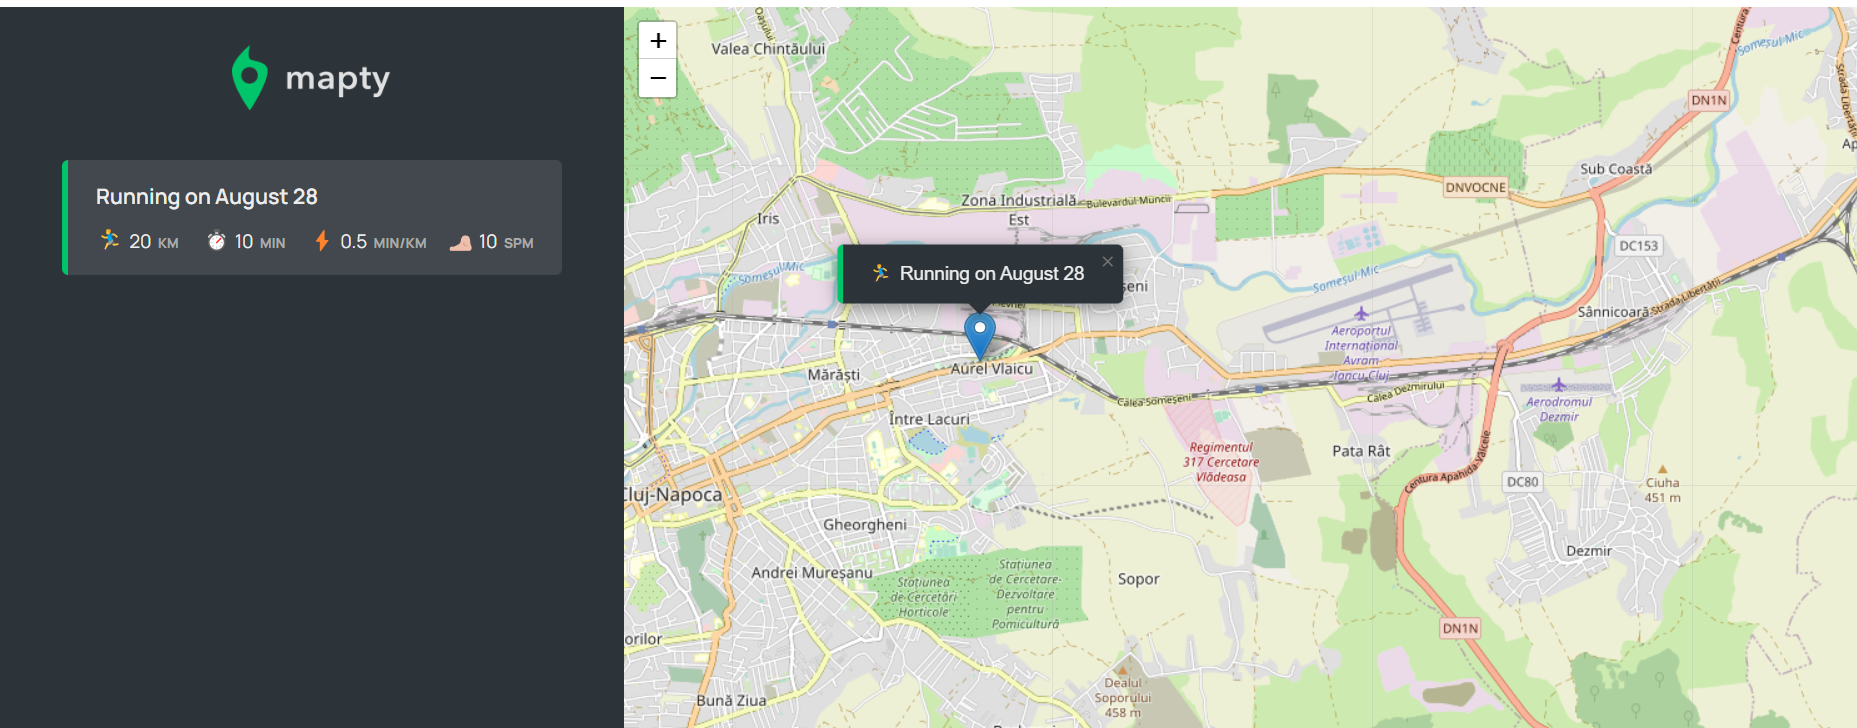 mapty
Running on August 28
20 KM
10 MIN
0.5 MIN/KM
10 SPM
+
−
Valea Chintăului
Someșul Mic
DN1N
Sub Coastă
DNVOCNE
Zona Industrială
Est
Bulevardul Muncii
Iris
DC153
Someșul Mic
Running on August 28
×
Someșul Mic
Sânnicoară
Strada Libertății
Aeroportul
Internațional
Avram
Iancu Cluj
Mărăști
Aurel Vlaicu
Calea Someșeni
Calea Dezmirului
Aerodromul
Dezmir
Între Lacuri
Regimentul
317 Cercetare
Vlădeasa
Pata Rât
Centura Apahida-Vâlcele
DC80
Ciuha
451 m
Cluj-Napoca
Gheorgheni
Dezmir
Andrei Mureșanu
Stațiunea
de Cercetări
Horticole
Stațiunea
de Cercetare-
Dezvoltare
pentru
Pomicultură
Sopor
DN1N
orilor
Dealul
Soporului
458 m
Bună Ziua